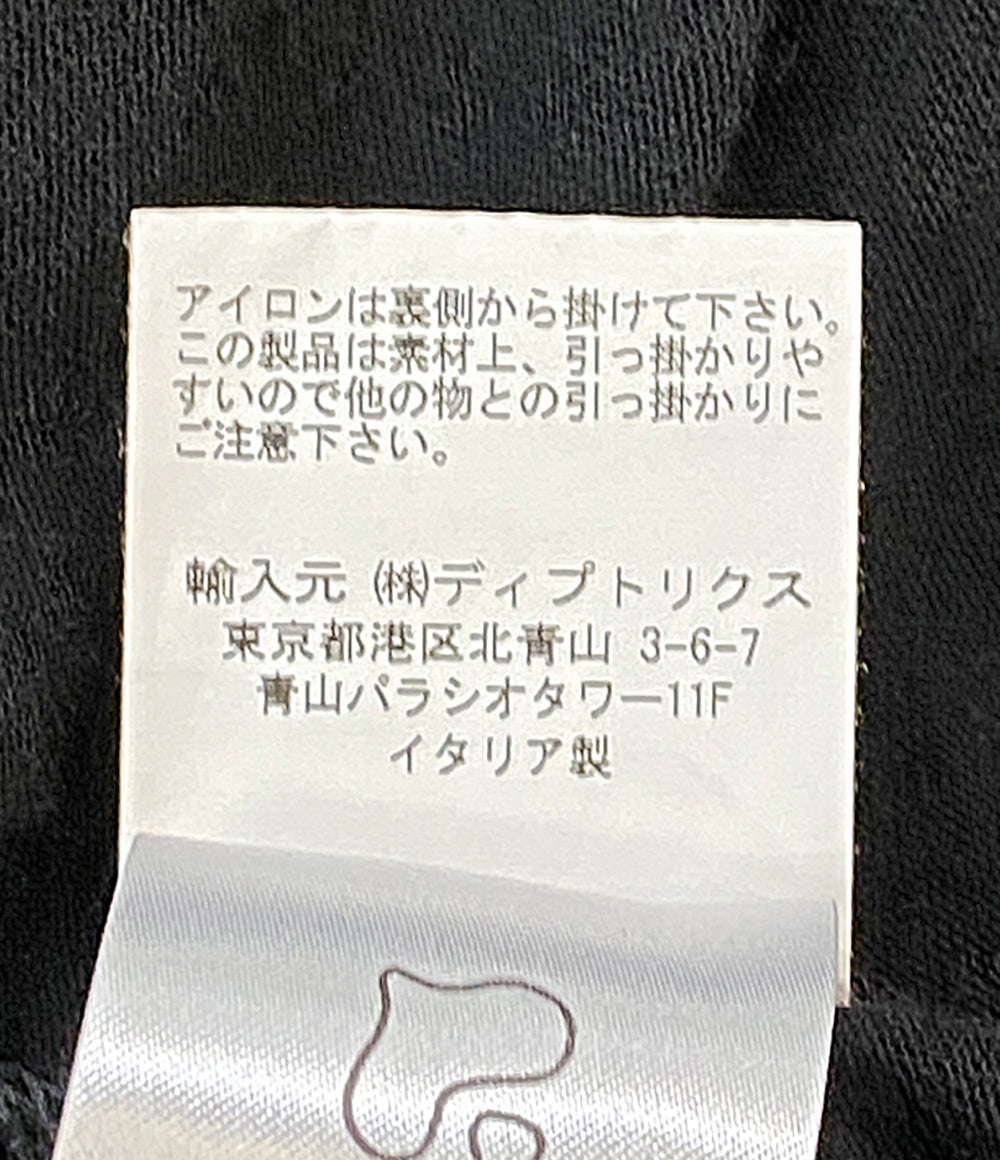 アイロンは裏側から掛けて下さい。
この製品は素材上、引っ掛かりや
すいので他の物との引っ掛かりに
ご注意下さい。
輸入元 ㈱ディプトリクス
東京都港区北青山 3-6-7
青山パラシオタワー11F
イタリア製